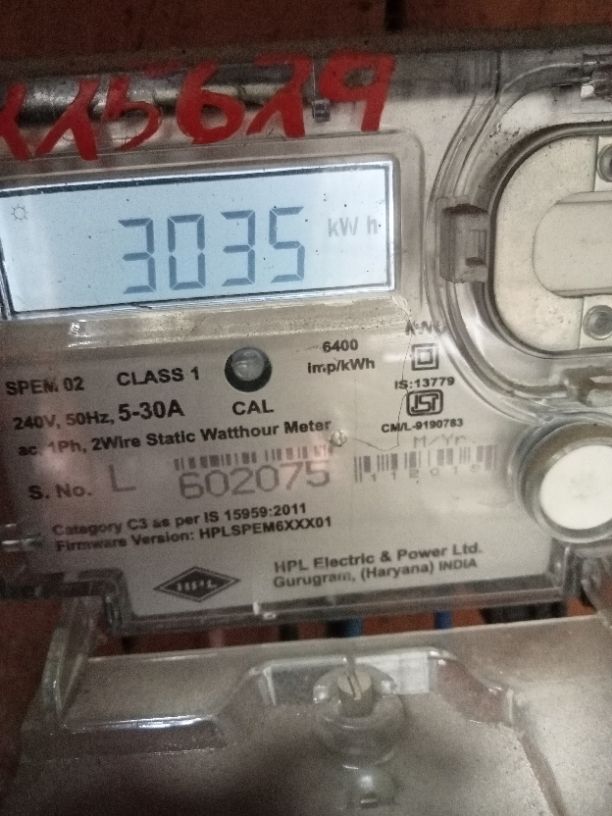 115629
3035 kWh
6400
imp/kWh
SPEM 02 CLASS 1
IS:13779
240V, 50Hz, 5-30A CAL
CM/L-9190783
ac, 1Ph, 2Wire Static Watthour Meter
M/Yr
S. No. L 602075
Category C3 as per IS 15959:2011
Firmware Version: HPLSPEM6XXX01
HPL
HPL Electric & Power Ltd.
Gurugram, (Haryana) INDIA